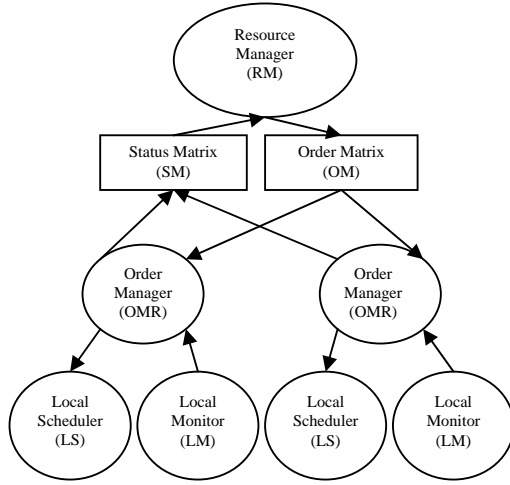 Resource
Manager
(RM)
Status Matrix
(SM)
Order Matrix
(OM)
Order
Manager
(OMR)
Order
Manager
(OMR)
Local
Scheduler
(LS)
Local
Monitor
(LM)
Local
Scheduler
(LS)
Local
Monitor
(LM)